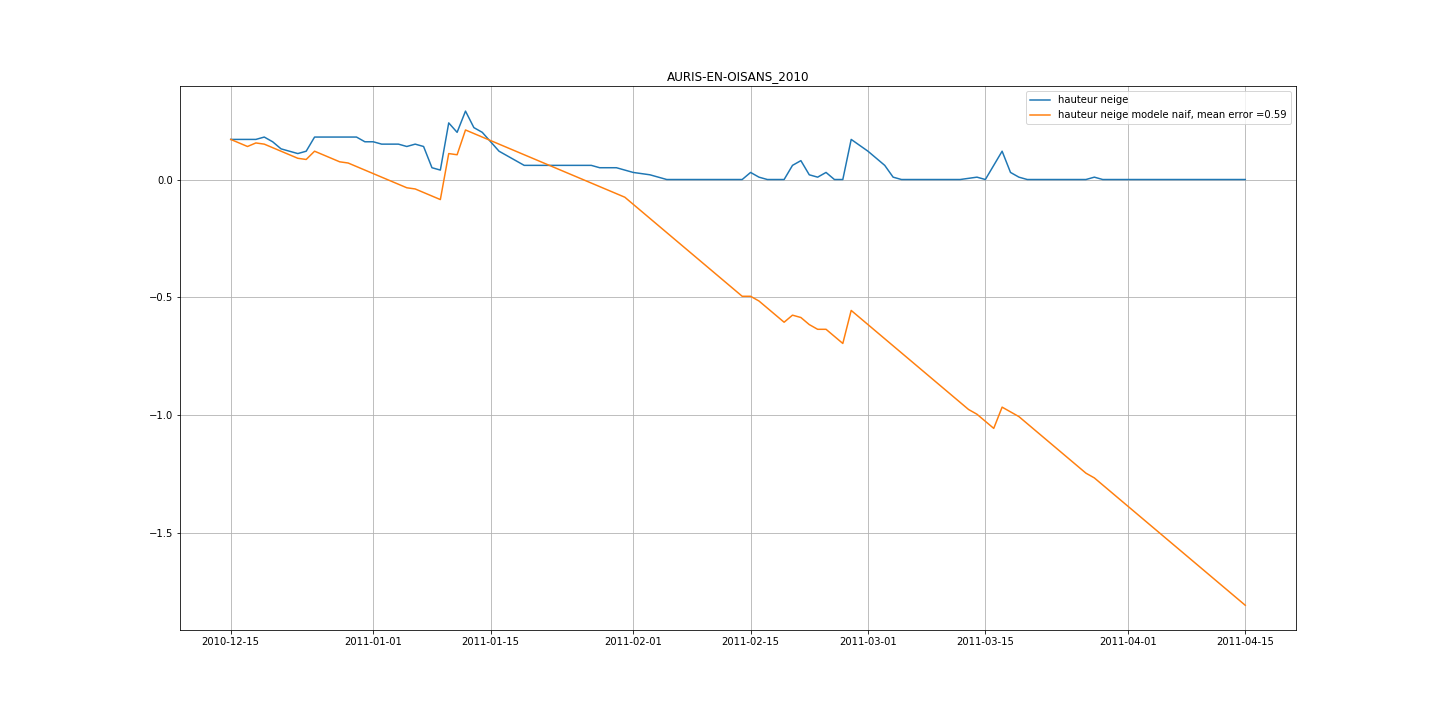 AURIS-EN-OISANS_2010
hauteur neige
hauteur neige modele naif, mean error =0.59
0.0
−0.5
−1.0
−1.5
2010-12-15 2011-01-01 2011-01-15 2011-02-01 2011-02-15 2011-03-01 2011-03-15 2011-04-01 2011-04-15